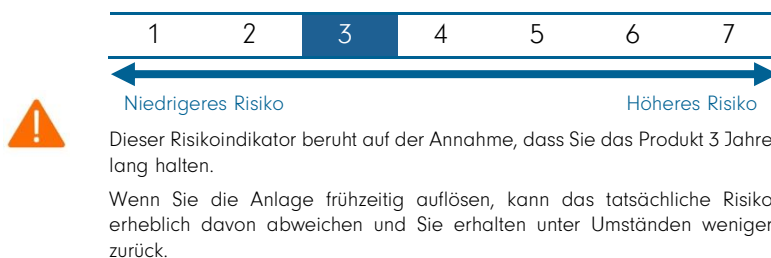 1 2 3 4 5 6 7
Niedrigeres Risiko Höheres Risiko
Dieser Risikoindikator beruht auf der Annahme, dass Sie das Produkt 3 Jahre
lang halten.
Wenn Sie die Anlage frühzeitig auflösen, kann das tatsächliche Risiko
erheblich davon abweichen und Sie erhalten unter Umständen weniger
zurück.